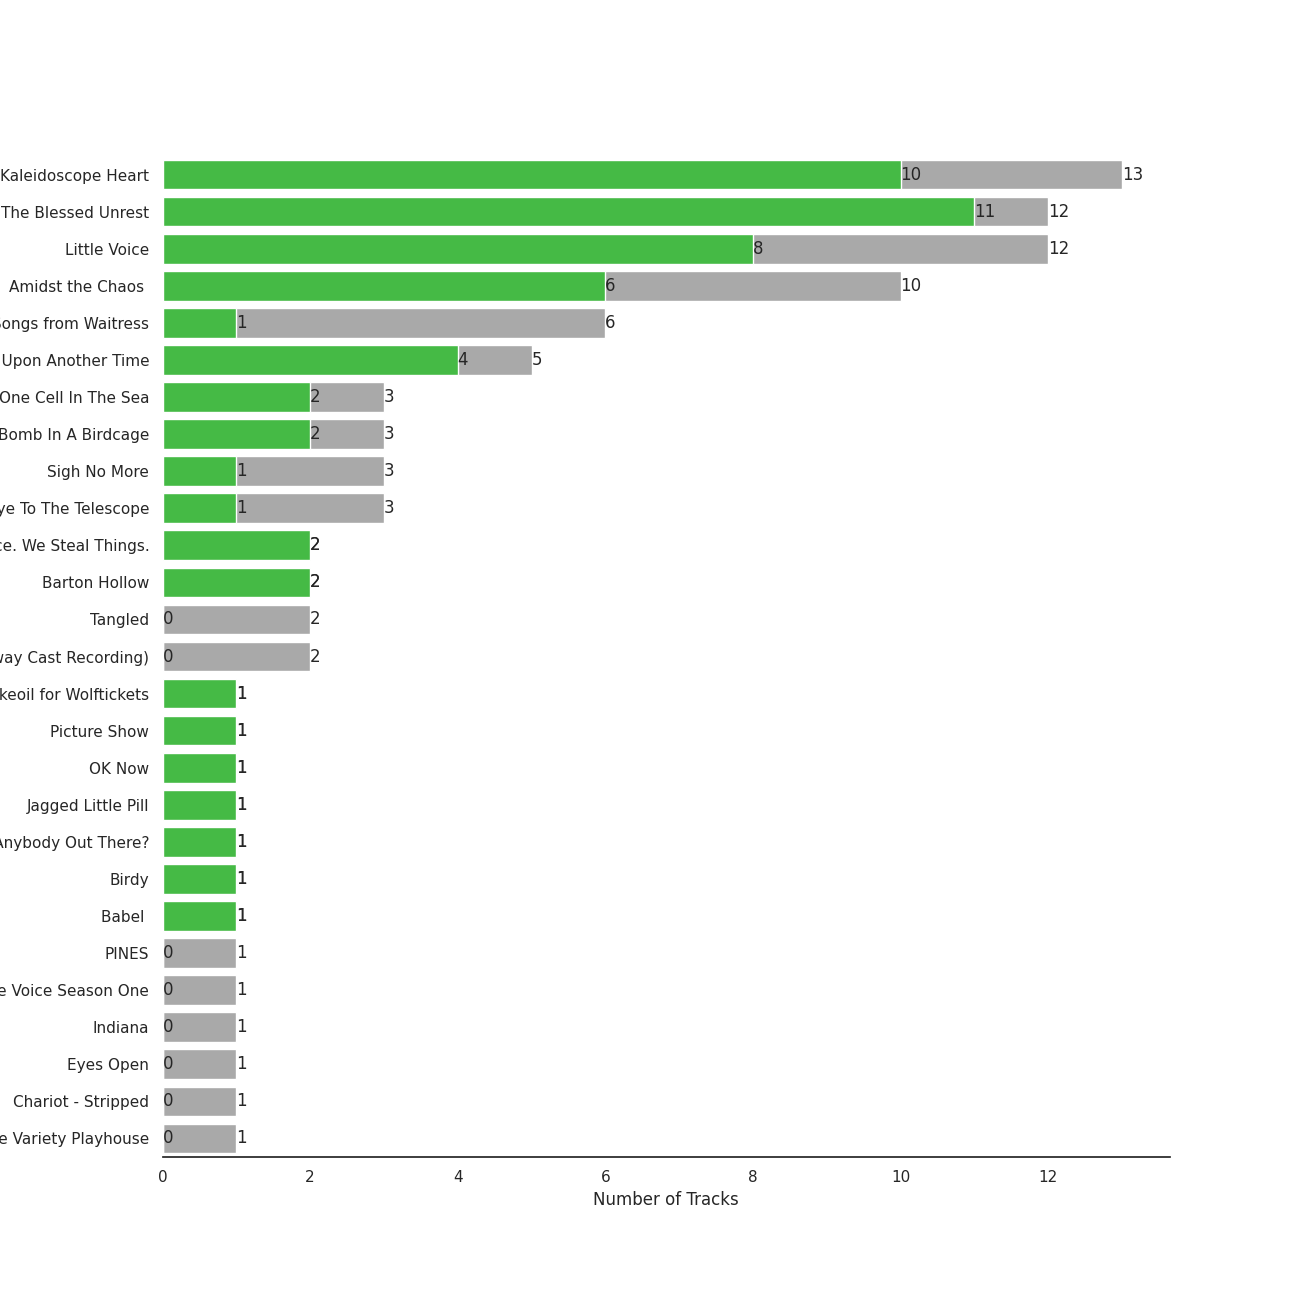 Kaleidoscope Heart 10 13
The Blessed Unrest 11 12
Little Voice 8 12
Amidst the Chaos 6 10
Songs from Waitress 1 6
Upon Another Time 4 5
One Cell In The Sea 2 3
Bomb In A Birdcage 2 3
Sigh No More 1 3
Eye To The Telescope 1 3
We Steal Things. 2
Barton Hollow 2
Tangled 0 2
Cast Recording) 0 2
for Wolftickets 1
Picture Show 1
OK Now 1
Jagged Little Pill 1
Anybody Out There? 1
Birdy 1
Babel 1
PINES 0 1
Voice Season One 0 1
Indiana 0 1
Eyes Open 0 1
Chariot - Stripped 0 1
Variety Playhouse 0 1
0 2 4 6 8 10 12
Number of Tracks